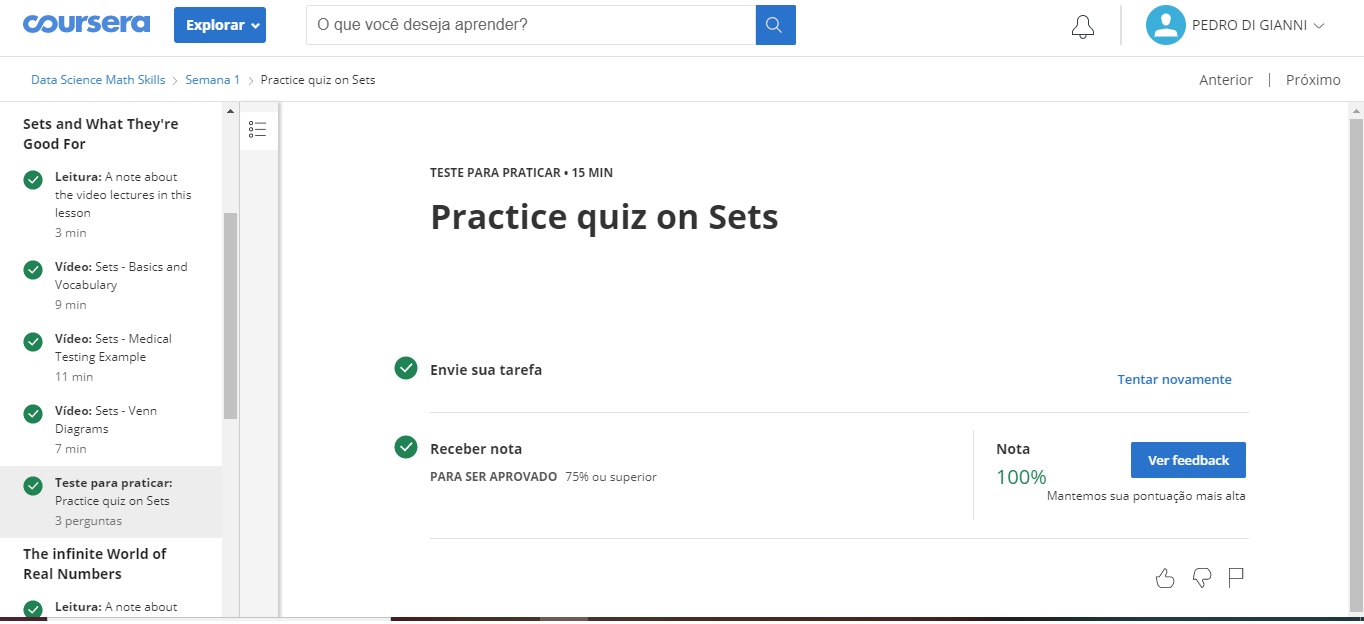 coursera
Explorar
O que você deseja aprender?
PEDRO DI GIANNI
Data Science Math Skills > Semana 1 > Practice quiz on Sets
Anterior | Próximo
Sets and What They're
Good For
Leitura: A note about
the video lectures in this
lesson
3 min
Vídeo: Sets - Basics and
Vocabulary
9 min
Vídeo: Sets - Medical
Testing Example
11 min
Vídeo: Sets - Venn
Diagrams
7 min
Teste para praticar:
Practice quiz on Sets
3 perguntas
The infinite World of
Real Numbers
Leitura: A note about
TESTE PARA PRATICAR • 15 MIN
Practice quiz on Sets
Envie sua tarefa
Tentar novamente
Receber nota
PARA SER APROVADO 75% ou superior
Nota
100%
Ver feedback
Mantemos sua pontuação mais alta